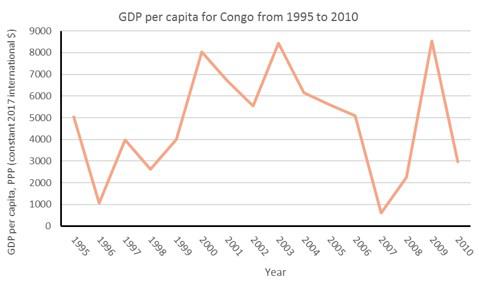 GDP per capita for Congo from 1995 to 2010
GDP per capita, PPP (constant 2017 international $)
9000
8000
7000
6000
5000
4000
3000
2000
1000
0
1995 1996 1997 1998 1999 2000 2001 2002 2003 2004 2005 2006 2007 2008 2009 2010
Year